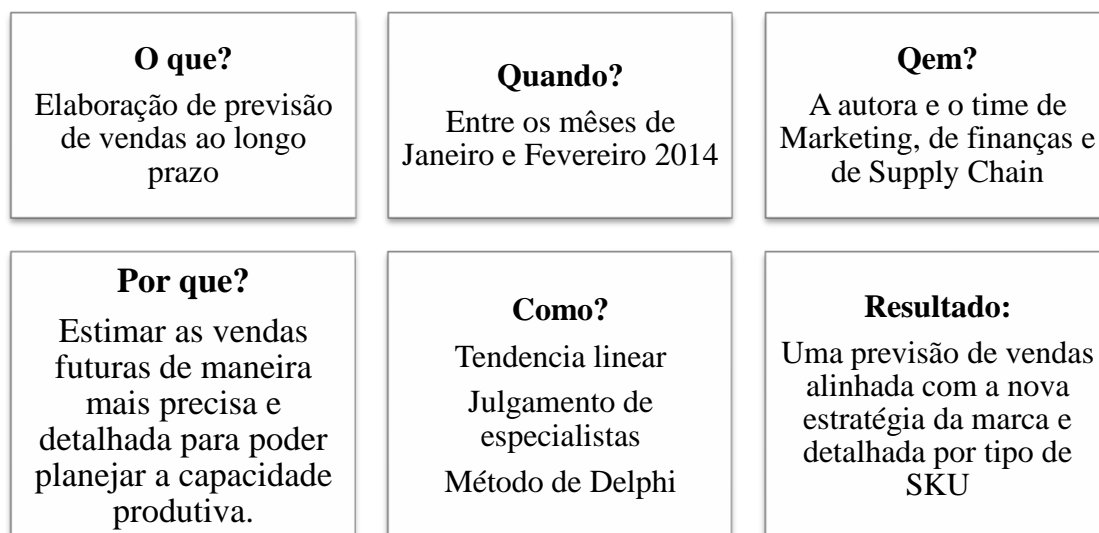 O que?
Elaboração de previsão
de vendas ao longo
prazo
Quando?
Entre os mêses de
Janeiro e Fevereiro 2014
Qem?
A autora e o time de
Marketing, de finanças e
de Supply Chain
Por que?
Estimar as vendas
futuras de maneira
mais precisa e
detalhada para poder
planejar a capacidade
produtiva.
Como?
Tendencia linear
Julgamento de
especialistas
Método de Delphi
Resultado:
Uma previsão de vendas
alinhada com a nova
estratégia da marca e
detalhada por tipo de
SKU